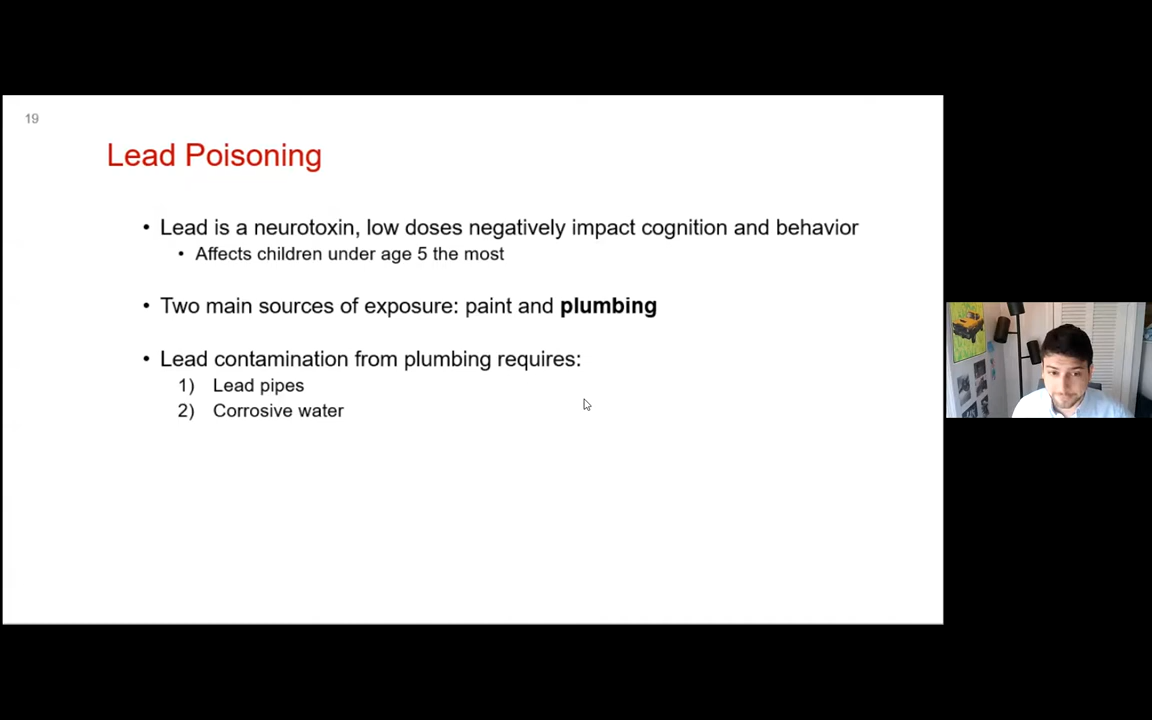 19
Lead Poisoning
• Lead is a neurotoxin, low doses negatively impact cognition and behavior
• Affects children under age 5 the most
• Two main sources of exposure: paint and plumbing
• Lead contamination from plumbing requires:
1) Lead pipes
2) Corrosive water